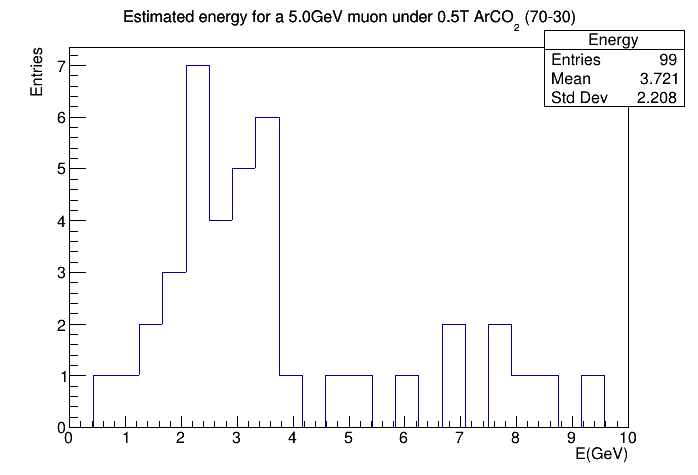 Estimated energy for a 5.0GeV muon under 0.5T ArCO2 (70-30)
Energy
Entries 99
Mean 3.721
Std Dev 2.208
Entries
7
6
5
4
3
2
1
0
0 1 2 3 4 5 6 7 8 9 10
E(GeV)